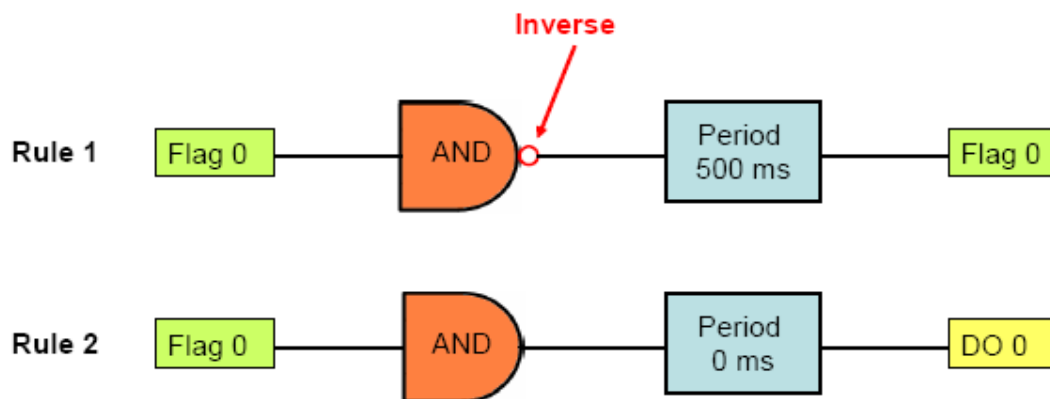 Inverse
Rule 1
Flag 0
AND
Period
500 ms
Flag 0
Rule 2
Flag 0
AND
Period
0 ms
DO 0